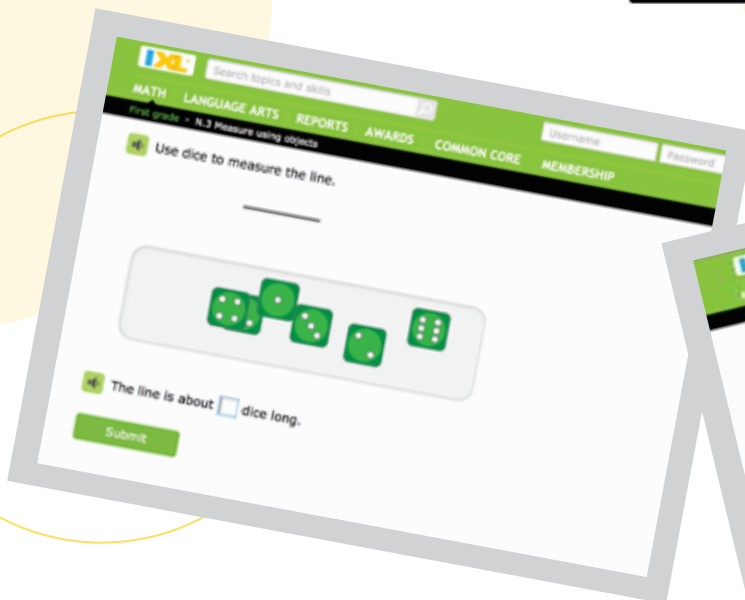 IXL
Search topics and skills
Username
Password
MATH LANGUAGE ARTS REPORTS AWARDS COMMON CORE MEMBERSHIP
First grade N.3 Measure using objects
Use dice to measure the line.
The line is about dice long.
Submit